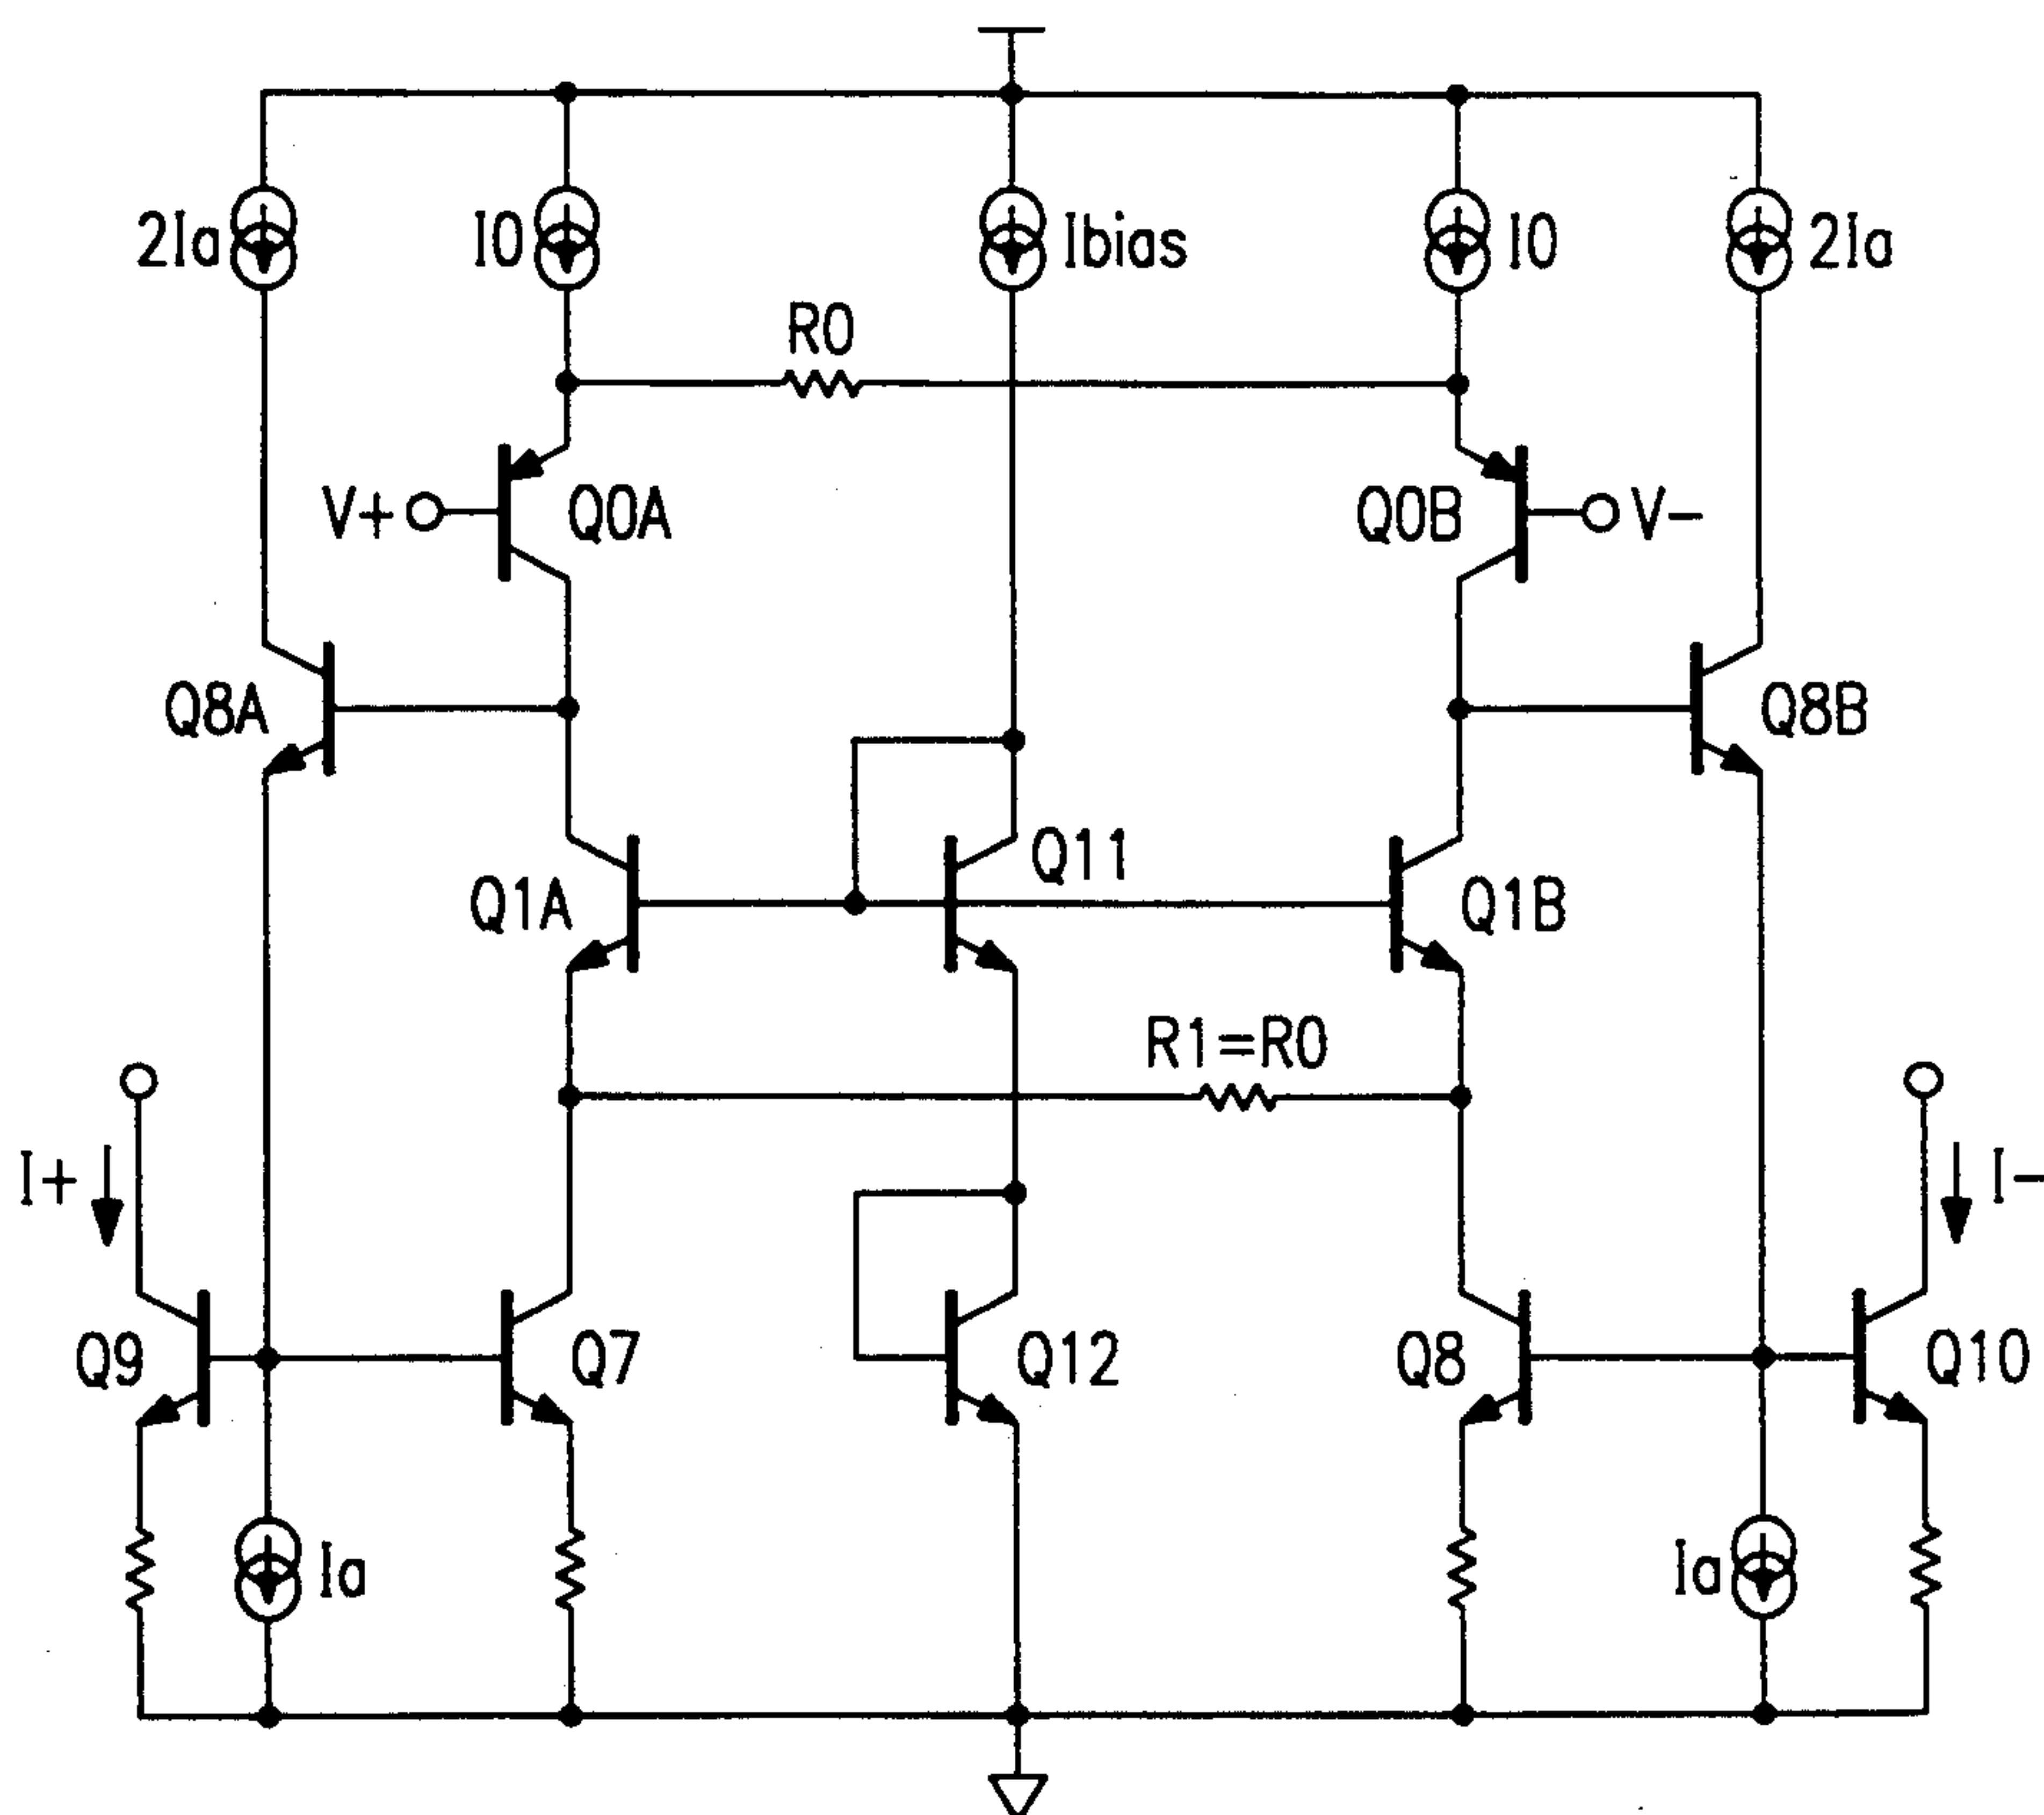 2Ia
I0
Ibias
I0
2Ia
R0
V+
Q0A
Q0B
V-
Q8A
Q8B
Q11
Q1A
Q1B
R1=R0
I+
I-
Q9
Q7
Q12
Q8
Q10
Ia
Ia